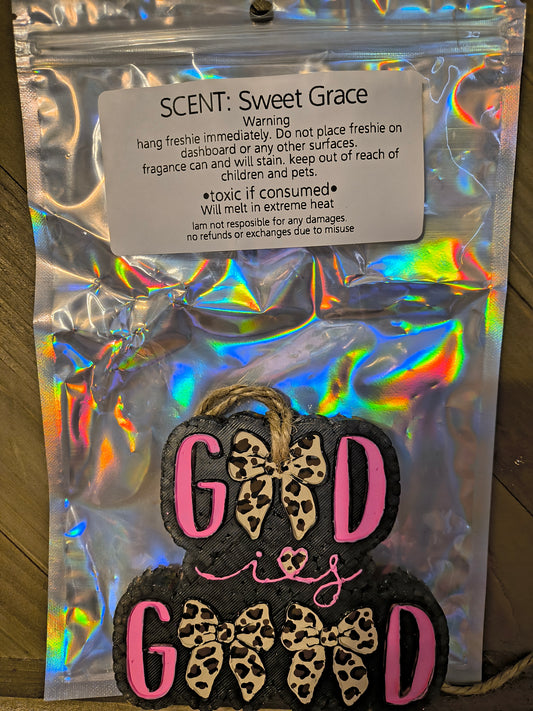 SCENT: Sweet Grace
Warning
hang freshie immediately. Do not place freshie on
dashboard or any other surfaces.
fragance can and will stain. keep out of reach of
children and pets.
•toxic if consumed•
Will melt in extreme heat
Iam not resposible for any damages.
no refunds or exchanges due to misuse
GOD
is
GOOD